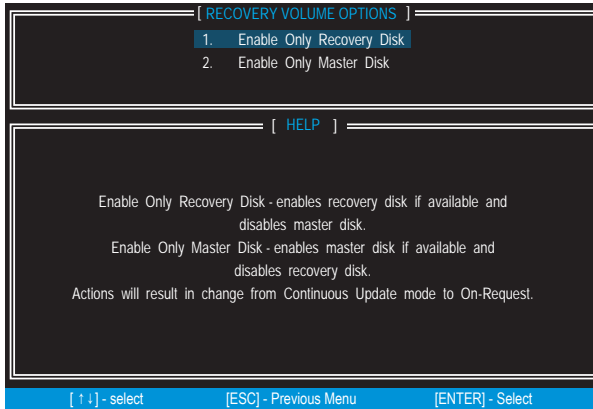 [ RECOVERY VOLUME OPTIONS ]
1. Enable Only Recovery Disk
2. Enable Only Master Disk
[ HELP ]
Enable Only Recovery Disk - enables recovery disk if available and
disables master disk.
Enable Only Master Disk - enables master disk if available and
disables recovery disk.
Actions will result in change from Continuous Update mode to On-Request.
[ ↑↓] - select [ESC] - Previous Menu [ENTER] - Select